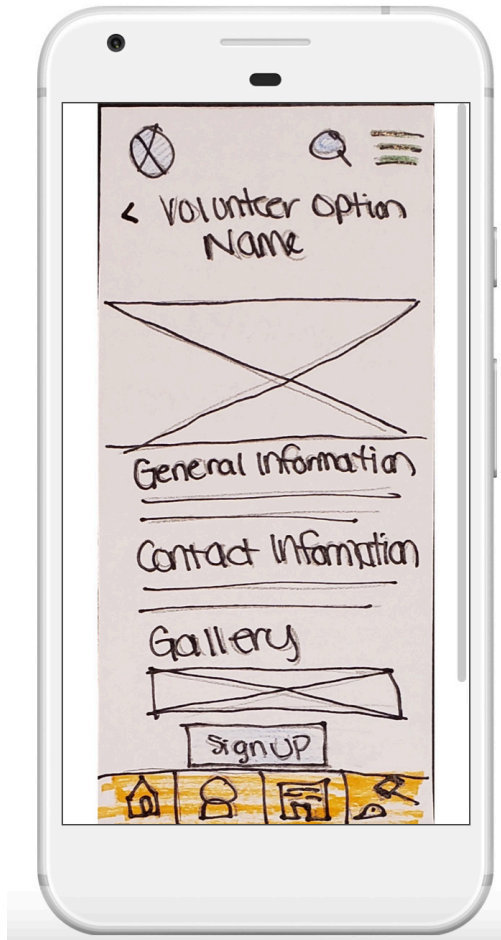 < Volunteer Option
Name
General Information
Contact Information
Gallery
Sign UP